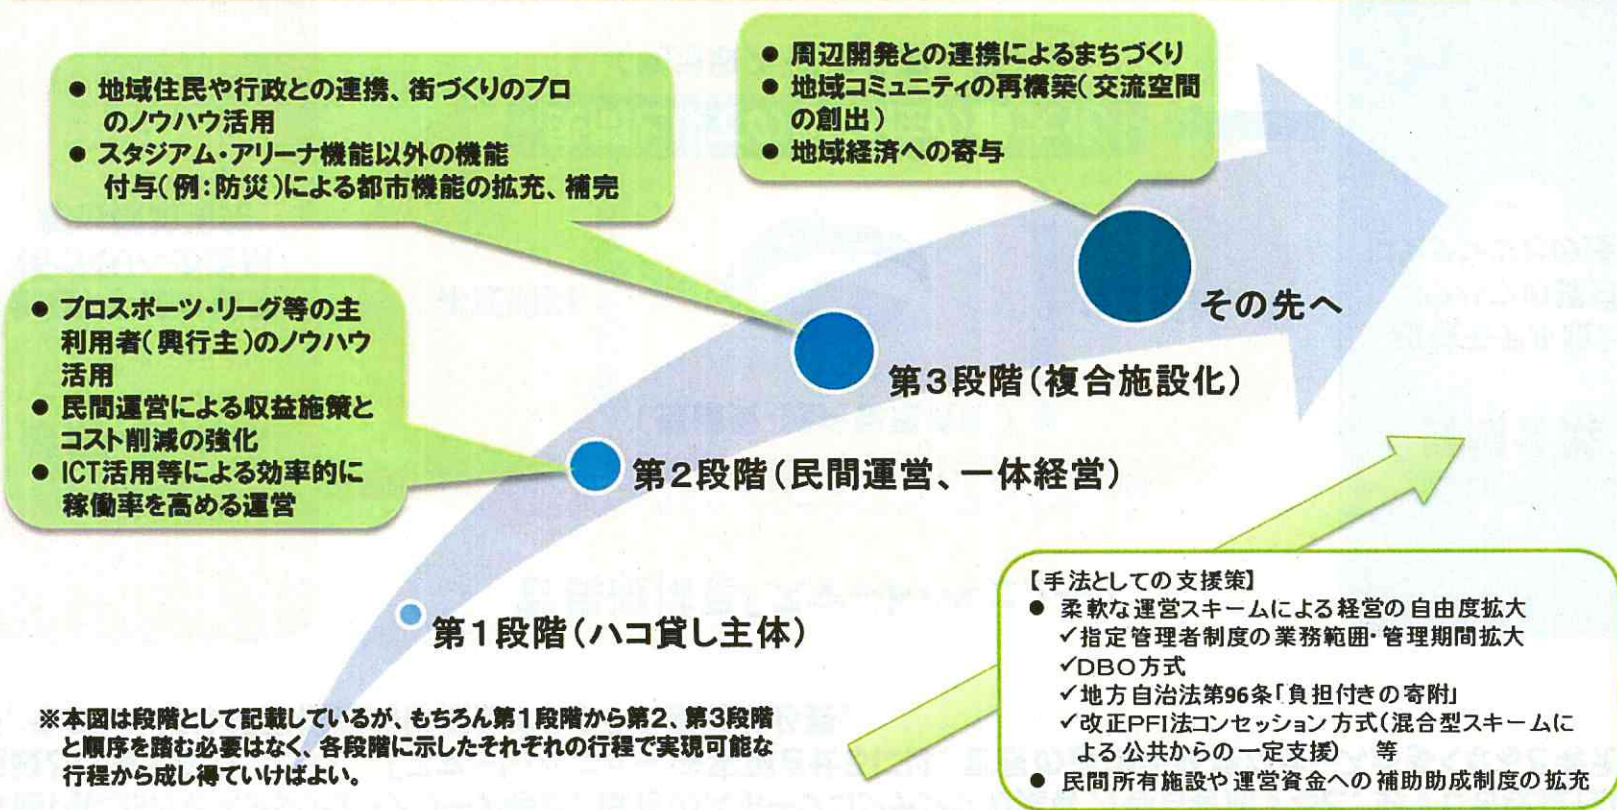 ● 周辺開発との連携によるまちづくり
● 地域コミュニティの再構築（交流空間
の創出）
● 地域経済への寄与
● 地域住民や行政との連携、街づくりのプロ
のノウハウ活用
● スタジアム・アリーナ機能以外の機能
付与（例：防災）による都市機能の拡充、補完
● プロスポーツ・リーグ等の主
利用者（興行主）のノウハウ
活用
● 民間運営による収益施策と
コスト削減の強化
● ICT活用等による効率的に
稼働率を高める運営
その先へ
第３段階（複合施設化）
第２段階（民間運営、一体経営）
第１段階（ハコ貸し主体）
※本図は段階として記載しているが、もちろん第１段階から第２、第３段階
と順序を踏む必要はなく、各段階に示したそれぞれの行程で実現可能な
行程から成し得ていけばよい。
【手法としての支援策】
● 柔軟な運営スキームによる経営の自由度拡大
✓指定管理者制度の業務範囲・管理期間拡大
✓ＤＢＯ方式
✓地方自治法第96条「負担付きの寄附」
✓改正PFI法コンセッション方式（混合型スキームに
よる公共からの一定支援）　等
● 民間所有施設や運営資金への補助助成制度の拡充